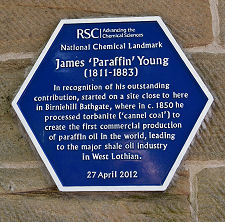 RSC Advancing the
Chemical Sciences
National Chemical Landmark
James 'Paraffin' Young
(1811-1883)
In recognition of his outstanding
contribution, started on a site close to here
in Birniehill Bathgate, where in c. 1850 he
processed torbanite ('cannel coal') to
create the first commercial production
of paraffin oil in the world, leading
to the major shale oil industry
in West Lothian.
27 April 2012